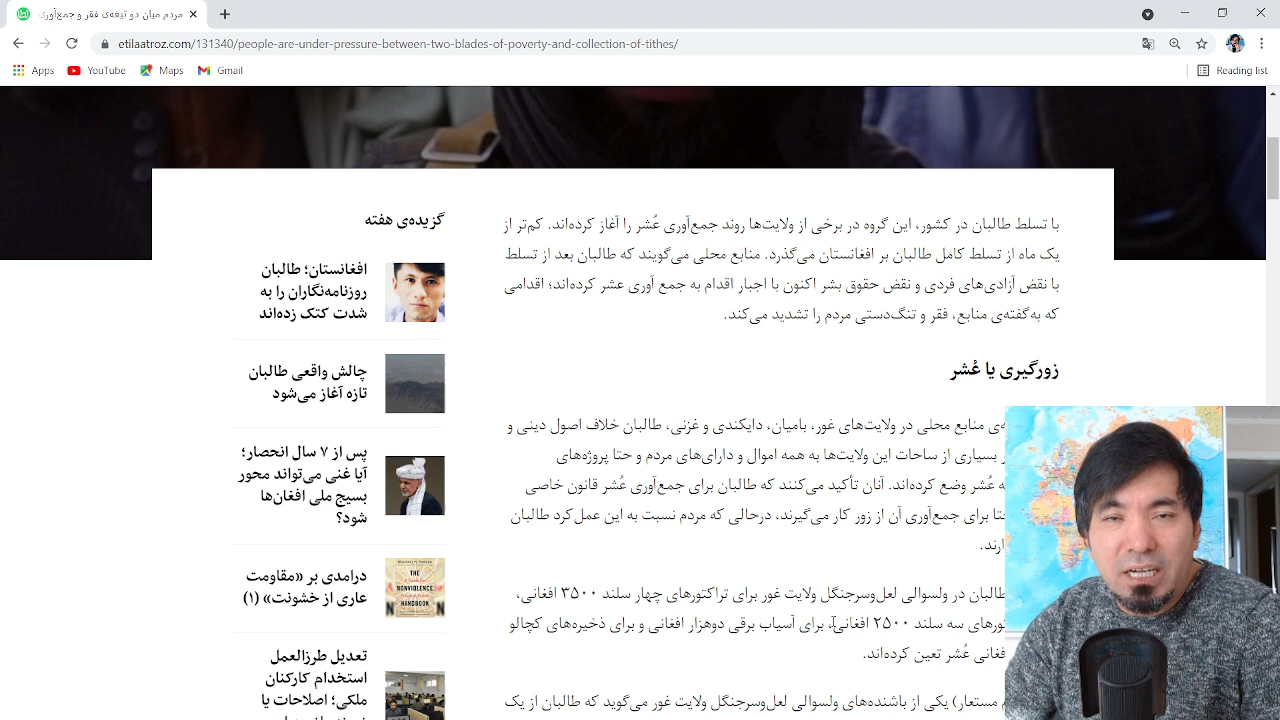 مردم در دو تیغه‌ی فقر و جمع‌آوری
etilaatroz.com/131340/people-between-two-blades-of-poverty-and-collection-of-tithes/
Apps
YouTube
Maps
Gmail
Reading list
با تسلط طالبان در کشور، این گروه در برخی از ولایت‌ها روند جمع‌آوری عُشر را آغاز کرده‌اند. کم‌تر از
یک ماه از تسلط کامل طالبان بر افغانستان می‌گذرد. منابع محلی می‌گویند که طالبان بعد از تسلط
با نقض آزادی‌های فردی و نقض حقوق بشر اکنون با اجبار اقدام به جمع آوری عشر کرده‌اند؛ اقدامی
که به گفته‌ی منابع، فقر و تنگ‌دستی مردم را تشدید می‌کند.
زورگیری یا عُشر
ه‌ی منابع محلی در ولایت‌های غور، بامیان، دایکندی و غزنی، طالبان خلاف اصول دینی و
بسیاری از ساحات این ولایت‌ها به همه اموال و دارای‌های مردم و حتا پروژه‌های
ه عُشر وضع کرده‌اند. آنان تأکید می‌کنند که طالبان برای جمع‌آوری عُشر قانون خاصی
تا برای جمع‌آوری آن از زور کار می‌گیرند، درحالی که مردم نسبت به این عمل‌کرد طالبان
ارند.
طالبان در ولسوالی لعل‌وسرجنگل ولایت غور برای تراکتورهای چهار سلند ۳۵۰۰ افغانی،
ورهای سه سلند ۲۵۰۰ افغانی، برای آسیاب برقی دوهزار افغانی و برای ذخیره‌های کچالو
فغانی عُشر تعین کرده‌اند.
مستعار) یکی از باشنده‌های ولسوالی لعل‌وسرجنگل ولایت غور می‌گوید که طالبان از یک
گزیده‌ی هفته
افغانستان؛ طالبان
روزنامه‌نگاران را به
شدت کتک زده‌اند
چالش واقعی طالبان
تازه آغاز می‌شود
پس از ۷ سال انحصار؛
آیا غنی می‌تواند محور
بسیج ملی افغان‌ها
شود؟
THE
NONVIOLENCE
HANDBOOK
درامدی بر «مقاومت
عاری از خشونت» (۱)
تعدیل طرزالعمل
استخدام کارکنان
ملکی؛ اصلاحات یا